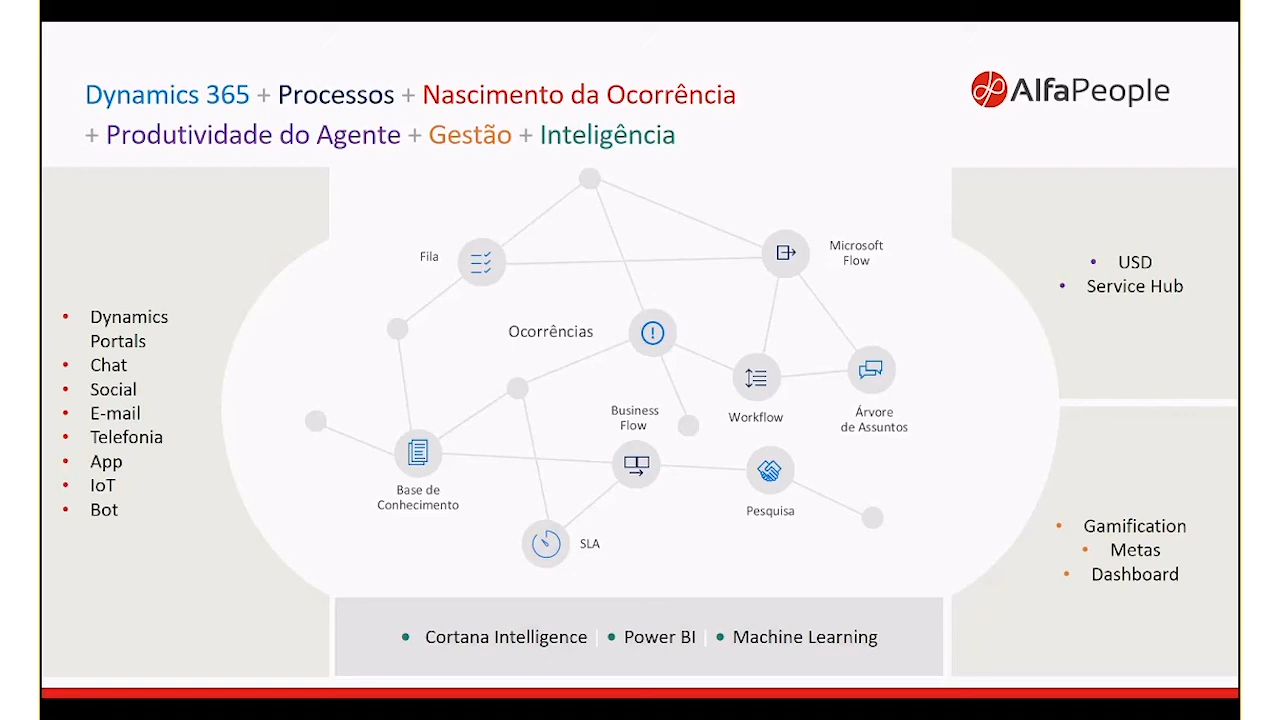 Dynamics 365 + Processos + Nascimento da Ocorrência
+ Produtividade do Agente + Gestão + Inteligência
AlfaPeople
• Dynamics
Portals
• Chat
• Social
• E-mail
• Telefonia
• App
• IoT
• Bot
Fila
Microsoft
Flow
Ocorrências
Business
Flow
Workflow
Árvore
de Assuntos
Base de
Conhecimento
Pesquisa
SLA
• USD
• Service Hub
• Gamification
• Metas
• Dashboard
• Cortana Intelligence | • Power BI | • Machine Learning